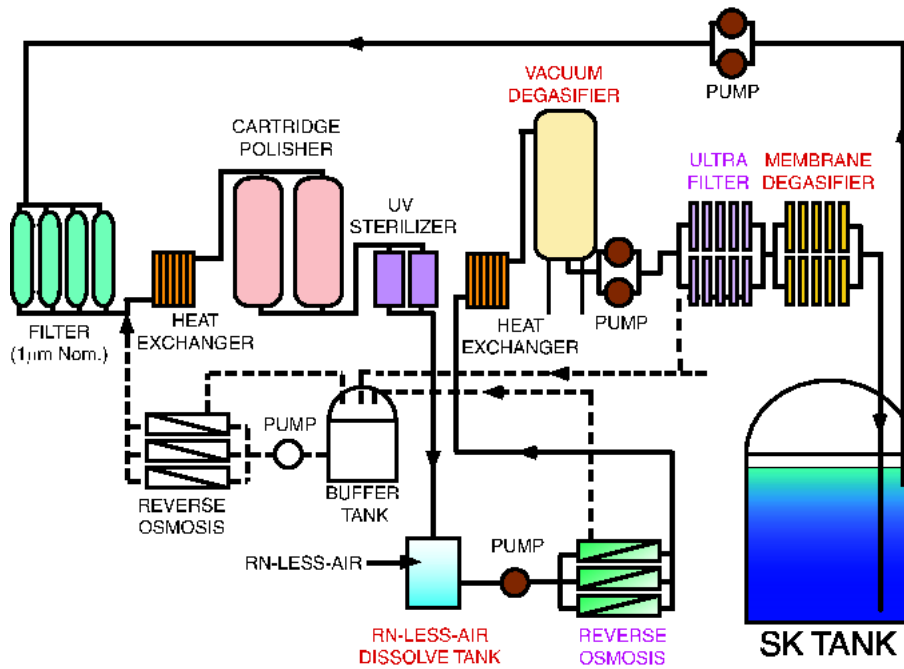 PUMP
VACUUM
DEGASIFIER
CARTRIDGE
POLISHER
ULTRA
FILTER
MEMBRANE
DEGASIFIER
UV
STERILIZER
FILTER
(1μm Nom.)
HEAT
EXCHANGER
HEAT
EXCHANGER
PUMP
PUMP
REVERSE
OSMOSIS
BUFFER
TANK
RN-LESS-AIR
PUMP
RN-LESS-AIR
DISSOLVE TANK
REVERSE
OSMOSIS
SK TANK